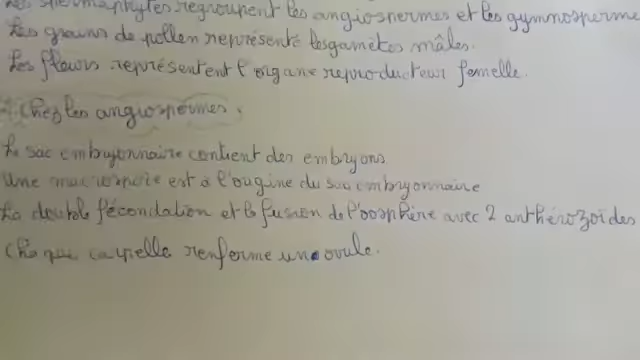 Les spermaphytes regroupent les angiospermes et les gymnosperme
Les grains de pollen représente les gamètes mâles.
Les fleurs représentent l'organe reproducteur femelle.
Chez les angiospermes,
Le sac embryonnaire contient des embryons
Une macrospore est à l'origine du sac embryonnaire
La double fécondation et la fusion de l'oosphère avec 2 anthérozoïdes
Chaque carpelle renferme un ovule.